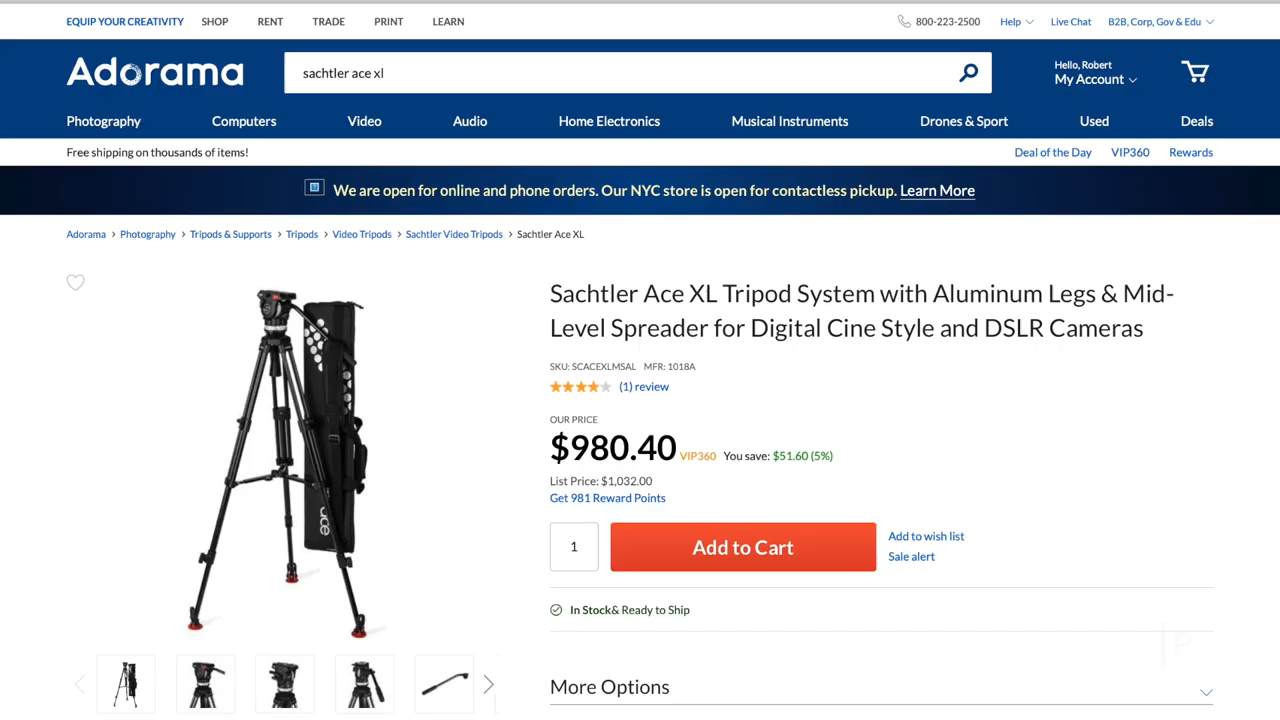 EQUIP YOUR CREATIVITY SHOP RENT TRADE PRINT LEARN 800-223-2500 Help Live Chat B2B, Corp, Gov & Edu
Adorama sachtler ace xl Hello, Robert
My Account
Photography Computers Video Audio Home Electronics Musical Instruments Drones & Sport Used Deals
Free shipping on thousands of items! Deal of the Day VIP360 Rewards
We are open for online and phone orders. Our NYC store is open for contactless pickup. Learn More
Adorama > Photography > Tripods & Supports > Tripods > Video Tripods > Sachtler Video Tripods > Sachtler Ace XL
Sachtler Ace XL Tripod System with Aluminum Legs & Mid-
Level Spreader for Digital Cine Style and DSLR Cameras
SKU: SCACEXLMSAL MFR: 1018A
(1) review
OUR PRICE
$980.40 VIP360 You save: $51.60 (5%)
List Price: $1,032.00
Get 981 Reward Points
1 Add to Cart Add to wish list
Sale alert
In Stock& Ready to Ship
More Options
ace